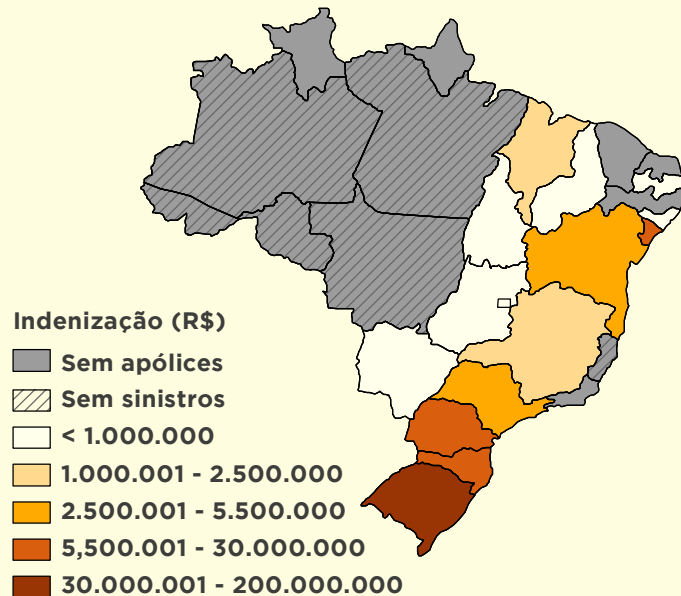 Indenização (R$)
Sem apólices
Sem sinistros
< 1.000.000
1.000.001 - 2.500.000
2.500.001 - 5.500.000
5,500.001 - 30.000.000
30.000.001 - 200.000.000